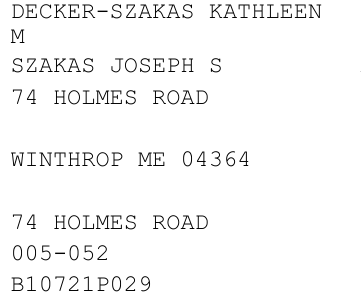 DECKER-SZAKAS KATHLEEN
M
SZAKAS JOSEPH S
74 HOLMES ROAD
WINTHROP ME 04364
74 HOLMES ROAD
005-052
B10721P029